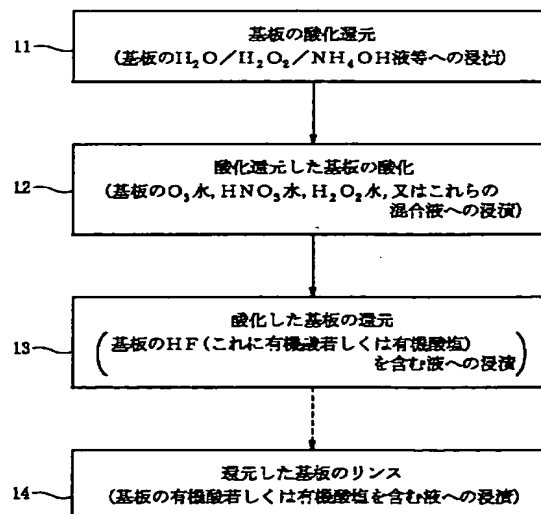 11
基板の酸化還元
(基板のH₂O/H₂O₂/NH₄OH液等への浸漬)
12
酸化還元した基板の酸化
(基板のO₃水,HNO₃水,H₂O₂水,又はこれらの
混合液への浸漬)
13
酸化した基板の還元
(基板のHF(これに有機酸若しくは有機酸塩)
を含む液への浸漬)
14
還元した基板のリンス
(基板の有機酸若しくは有機酸塩を含む液への浸漬)